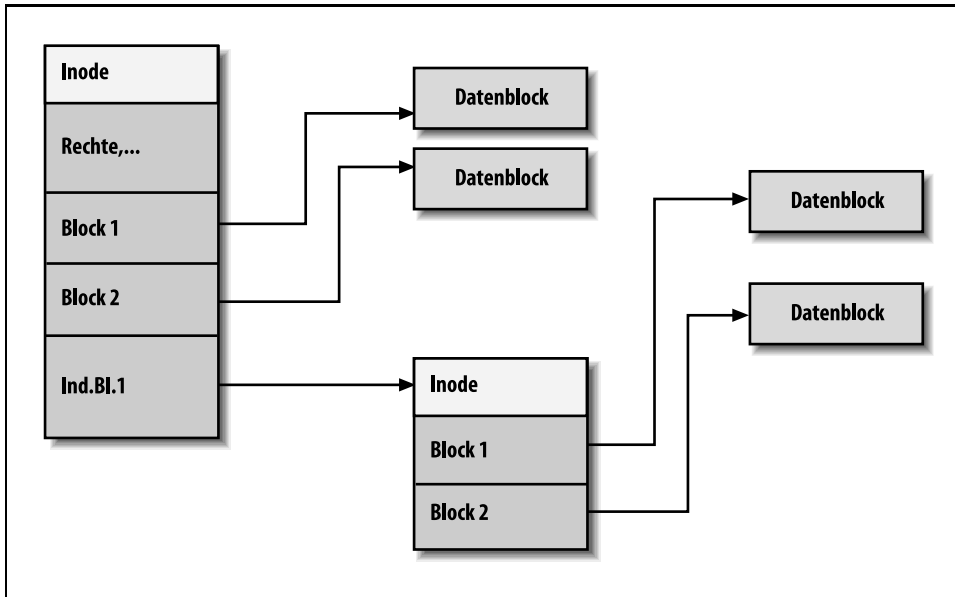 Inode
Rechte,...
Block 1
Block 2
Ind.Bl.1
Datenblock
Datenblock
Inode
Block 1
Block 2
Datenblock
Datenblock